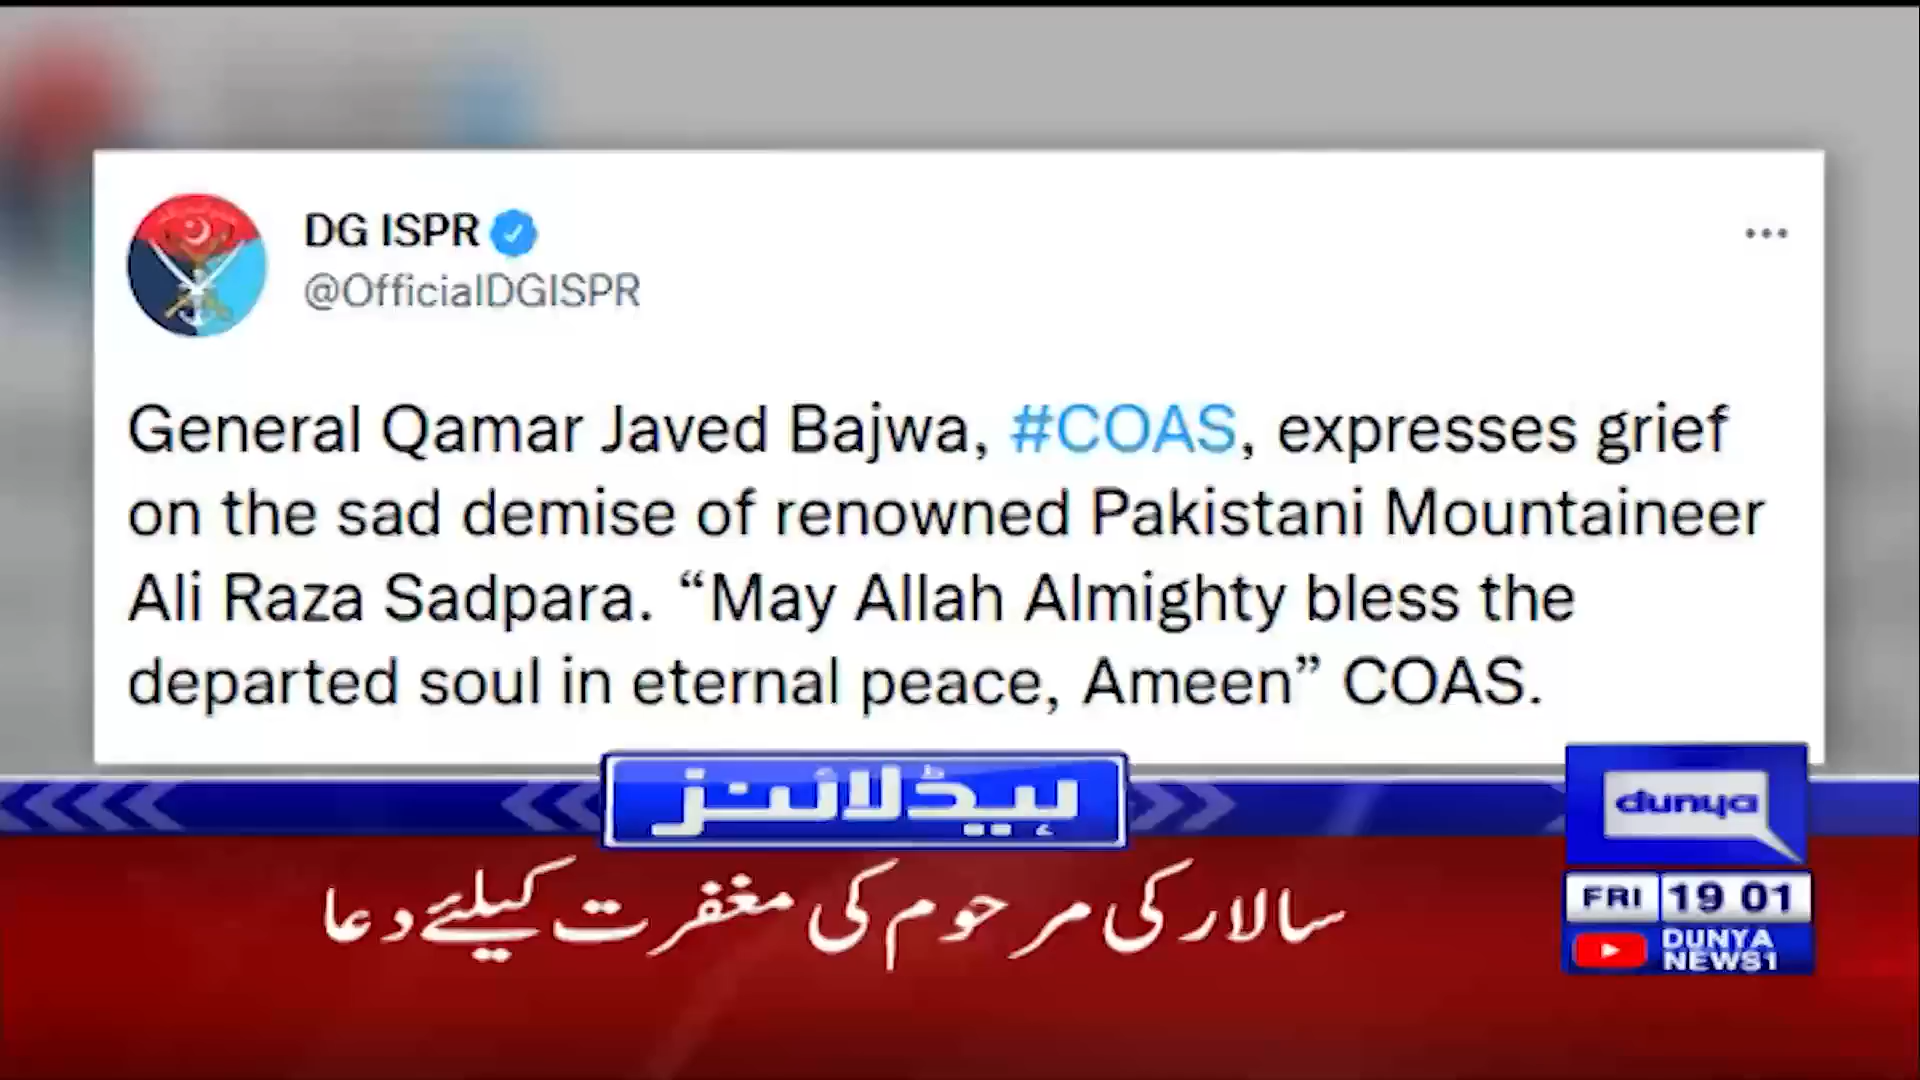 DG ISPR
@OfficialDGISPR
General Qamar Javed Bajwa, #COAS, expresses grief
on the sad demise of renowned Pakistani Mountaineer
Ali Raza Sadpara. “May Allah Almighty bless the
departed soul in eternal peace, Ameen” COAS.
ہیڈلائنز
سالار کی مرحوم کی مغفرت کیلئے دعا
dunya
FRI 19 01
DUNYA
NEWS1